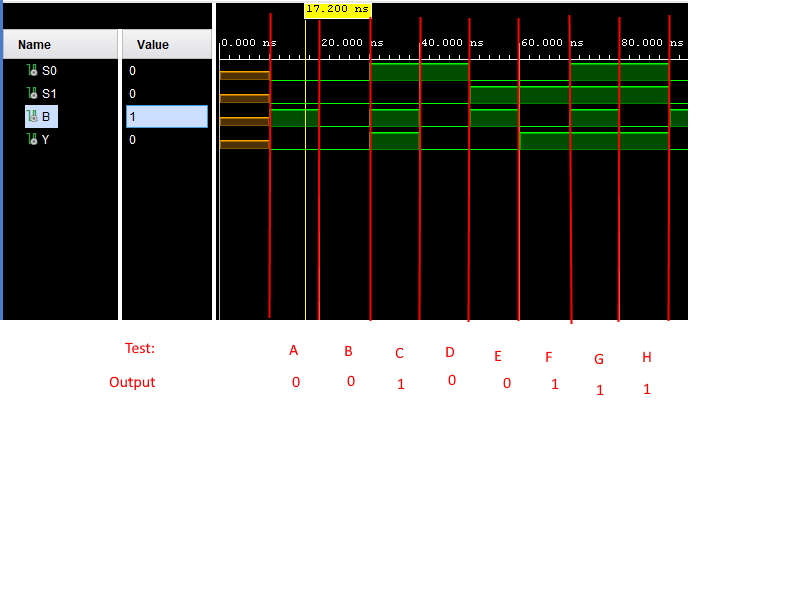 17.200 ns
Name Value
0.000 ns 20.000 ns 40.000 ns 60.000 ns 80.000 ns
S0 0
S1 0
B 1
Y 0
Test: A B C D E F G H
Output 0 0 1 0 0 1 1 1